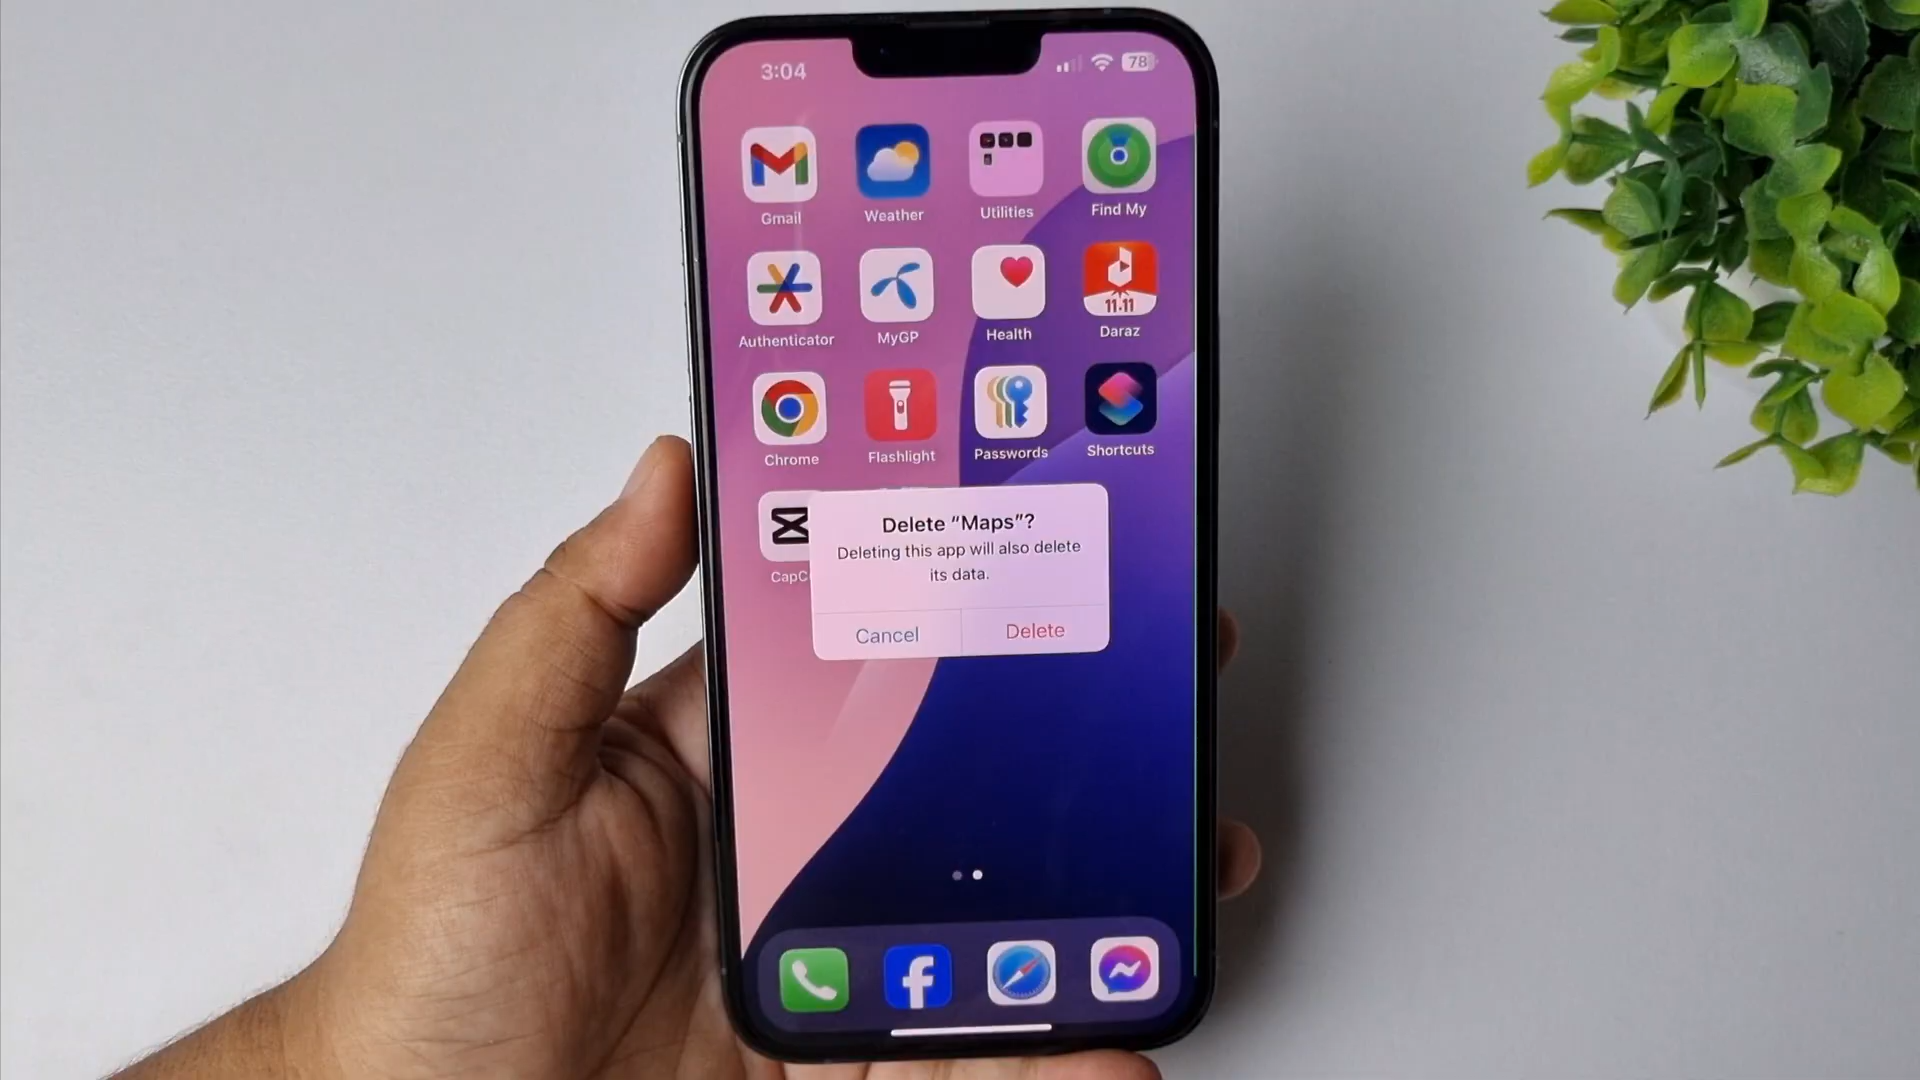 3:04
78
Gmail
Weather
Utilities
Find My
11.11
Authenticator
MyGP
Health
Daraz
Chrome
Flashlight
Passwords
Shortcuts
CapC
Delete “Maps”?
Deleting this app will also delete
its data.
Cancel
Delete